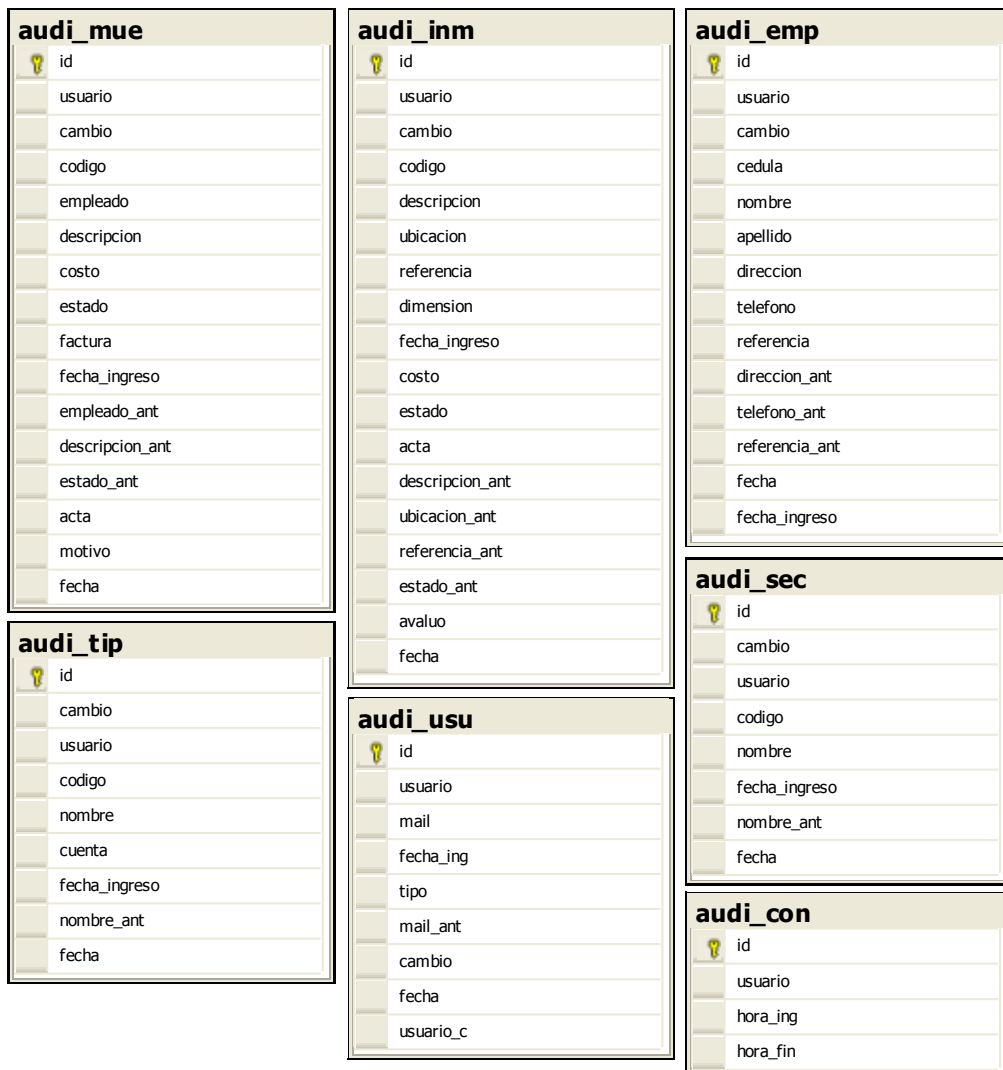 audi_mue
id
usuario
cambio
codigo
empleado
descripcion
costo
estado
factura
fecha_ingreso
empleado_ant
descripcion_ant
estado_ant
acta
motivo
fecha
audi_tip
id
cambio
usuario
codigo
nombre
cuenta
fecha_ingreso
nombre_ant
fecha
audi_inm
id
usuario
cambio
codigo
descripcion
ubicacion
referencia
dimension
fecha_ingreso
costo
estado
acta
descripcion_ant
ubicacion_ant
referencia_ant
estado_ant
avaluo
fecha
audi_usu
id
usuario
mail
fecha_ing
tipo
mail_ant
cambio
fecha
usuario_c
audi_emp
id
usuario
cambio
cedula
nombre
apellido
direccion
telefono
referencia
direccion_ant
telefono_ant
referencia_ant
fecha
fecha_ingreso
audi_sec
id
cambio
usuario
codigo
nombre
fecha_ingreso
nombre_ant
fecha
audi_con
id
usuario
hora_ing
hora_fin